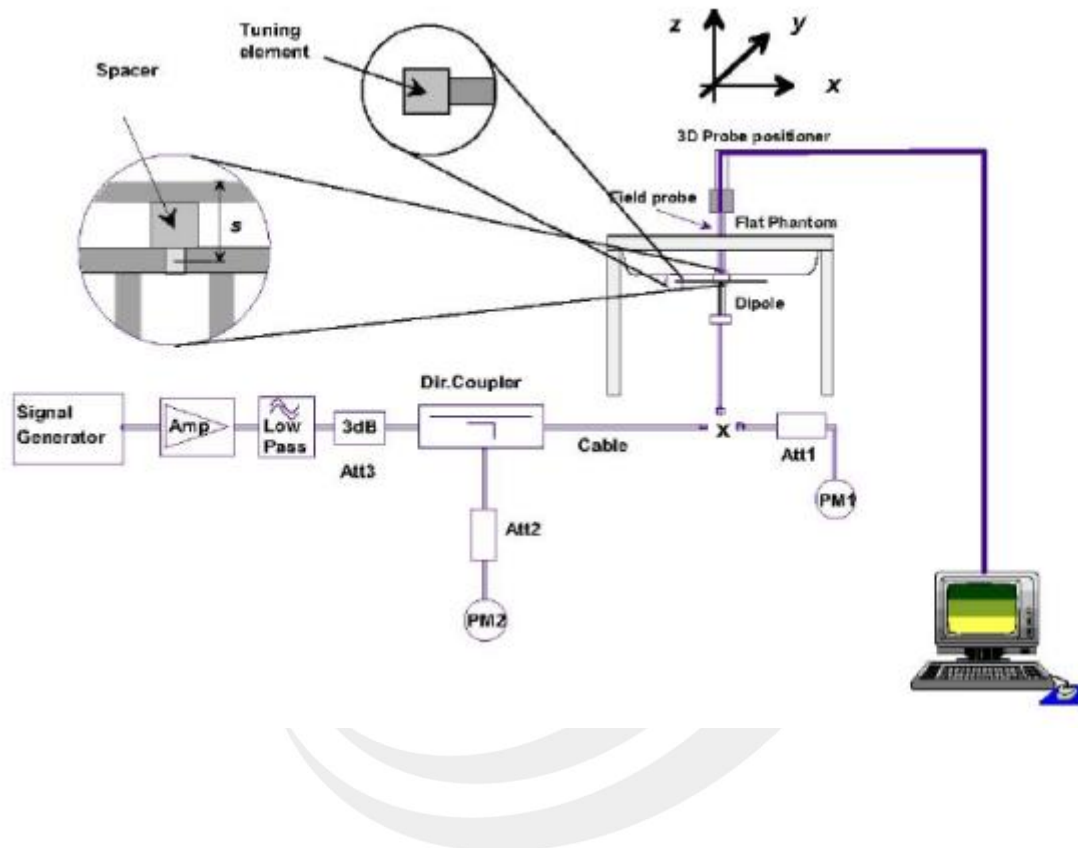 Tuning
element
Spacer
z
y
x
3D Probe positioner
Field probe
s
Flat Phantom
Dipole
Dir.Coupler
Signal
Generator
Amp
Low
Pass
3dB
Att3
Cable
x
Att1
PM1
Att2
PM2